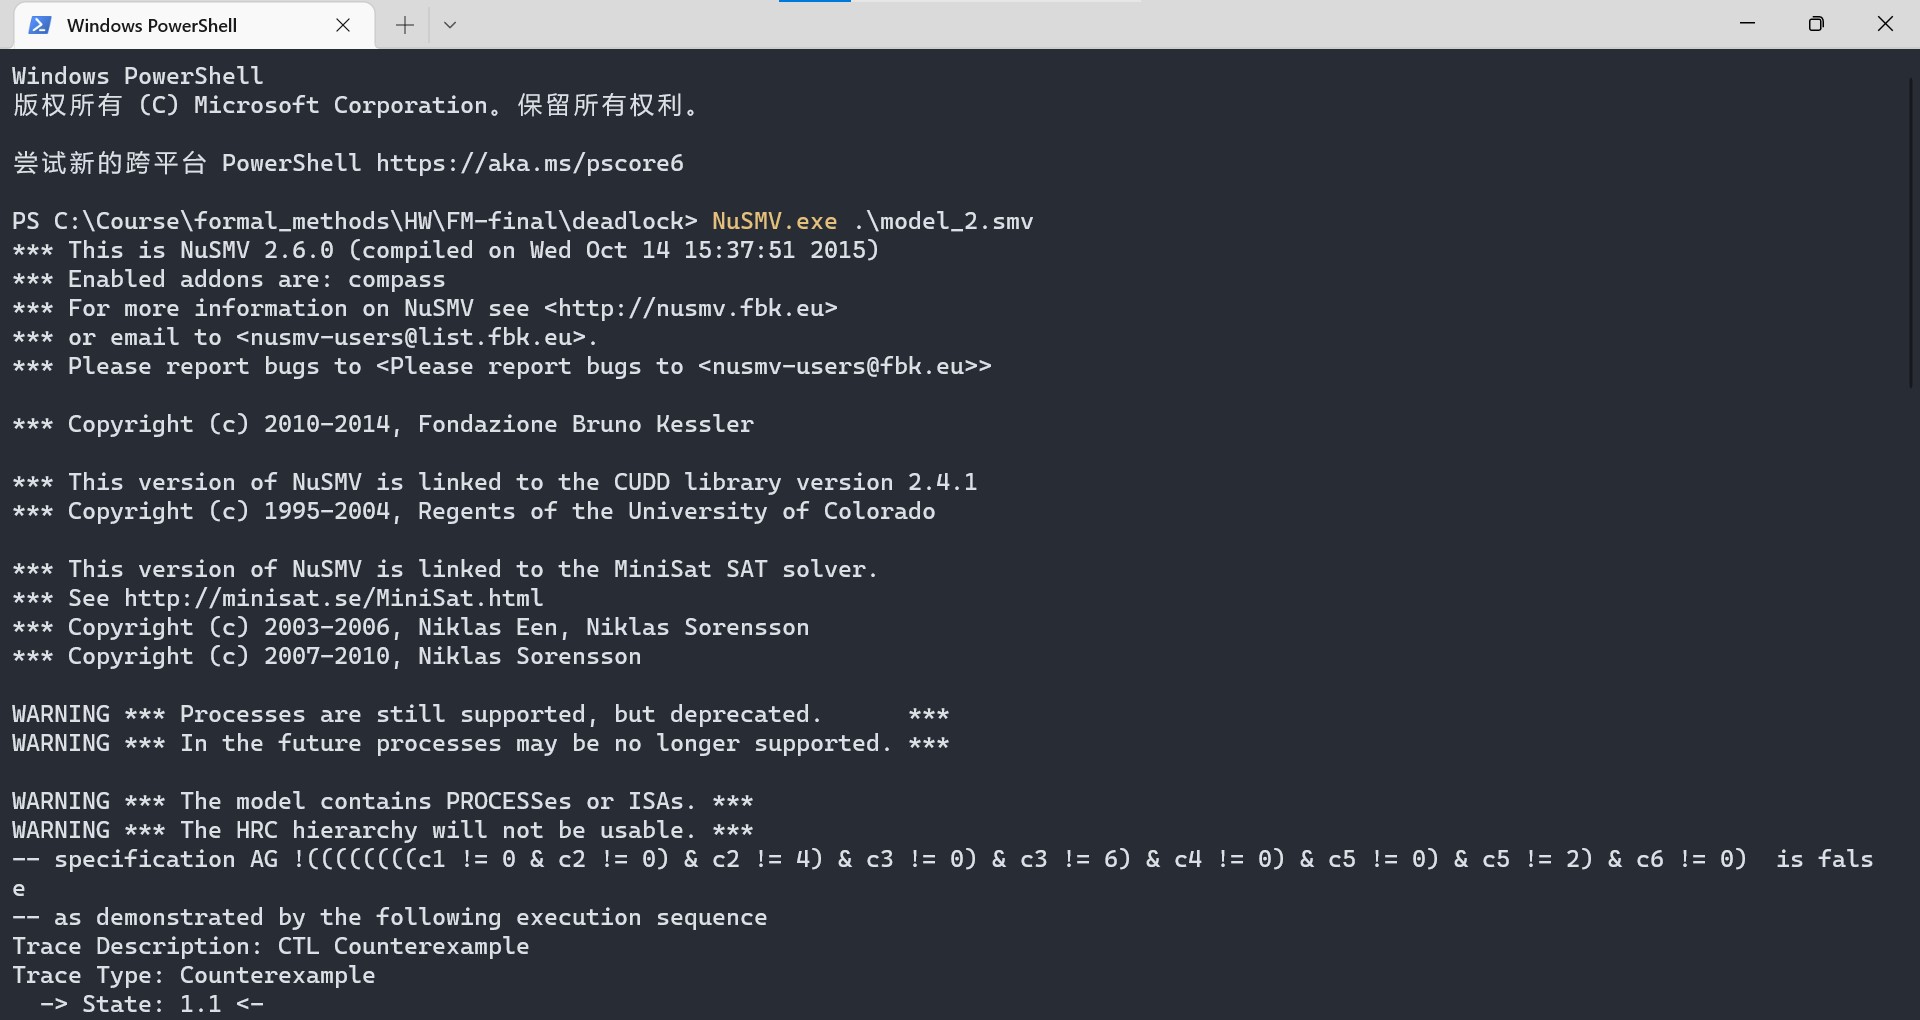 Windows PowerShell
Windows PowerShell
版权所有 (C) Microsoft Corporation。保留所有权利。
尝试新的跨平台 PowerShell https://aka.ms/pscore6
PS C:\Course\formal_methods\HW\FM-final\deadlock> NuSMV.exe .\model_2.smv
*** This is NuSMV 2.6.0 (compiled on Wed Oct 14 15:37:51 2015)
*** Enabled addons are: compass
*** For more information on NuSMV see <http://nusmv.fbk.eu>
*** or email to <nusmv-users@list.fbk.eu>.
*** Please report bugs to <Please report bugs to <nusmv-users@fbk.eu>>
*** Copyright (c) 2010-2014, Fondazione Bruno Kessler
*** This version of NuSMV is linked to the CUDD library version 2.4.1
*** Copyright (c) 1995-2004, Regents of the University of Colorado
*** This version of NuSMV is linked to the MiniSat SAT solver.
*** See http://minisat.se/MiniSat.html
*** Copyright (c) 2003-2006, Niklas Een, Niklas Sorensson
*** Copyright (c) 2007-2010, Niklas Sorensson
WARNING *** Processes are still supported, but deprecated.      ***
WARNING *** In the future processes may be no longer supported. ***
WARNING *** The model contains PROCESSes or ISAs. ***
WARNING *** The HRC hierarchy will not be usable. ***
-- specification AG !((((((((c1 != 0 & c2 != 0) & c2 != 4) & c3 != 0) & c3 != 6) & c4 != 0) & c5 != 0) & c5 != 2) & c6 != 0)  is fals
e
-- as demonstrated by the following execution sequence
Trace Description: CTL Counterexample
Trace Type: Counterexample
  -> State: 1.1 <-